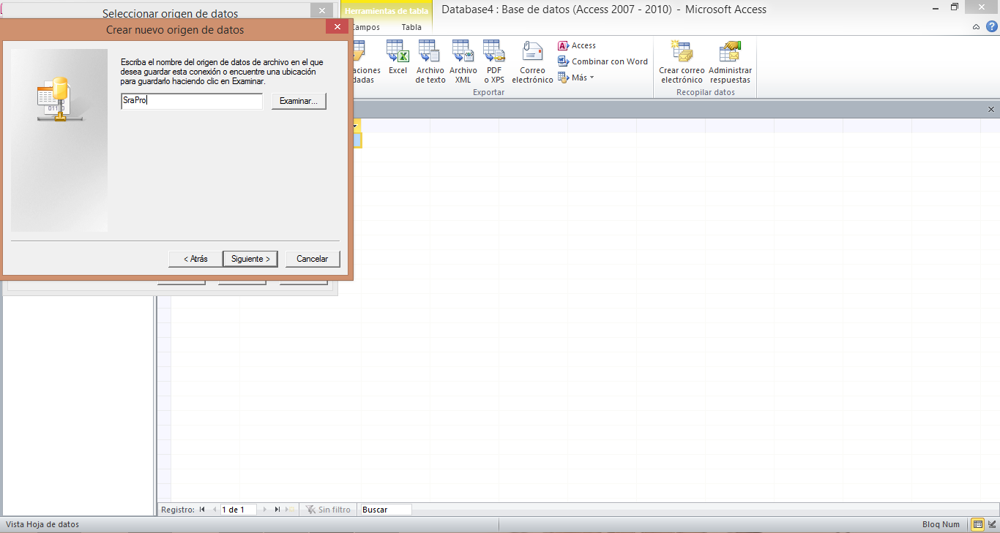 Seleccionar origen de datos
Crear nuevo origen de datos
Escriba el nombre del origen de datos de archivo en el que
desea guardar esta conexión o encuentre una ubicación
para guardarlo haciendo clic en Examinar.
SraPro
Examinar...
< Atrás
Siguiente >
Cancelar
Herramientas de tabla
Database4 : Base de datos (Access 2007 - 2010) - Microsoft Access
Campos
Tabla
Excel
Archivo
de texto
Archivo
XML
PDF
o XPS
Correo
electrónico
Access
Combinar con Word
Más
Exportar
Crear correo
electrónico
Administrar
respuestas
Recopilar datos
Registro:
1 de 1
Sin filtro
Buscar
Vista Hoja de datos
Bloq Num